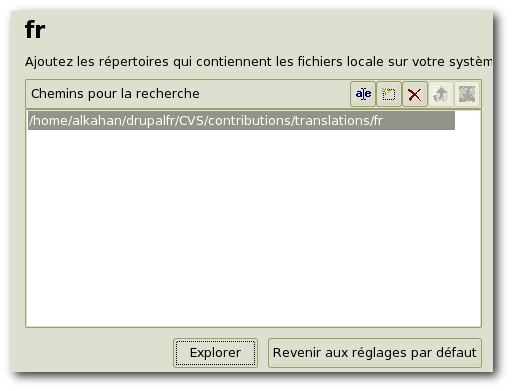 fr
Ajoutez les répertoires qui contiennent les fichiers locale sur votre systèm
Chemins pour la recherche
/home/alkahan/drupalfr/CVS/contributions/translations/fr
Explorer
Revenir aux réglages par défaut